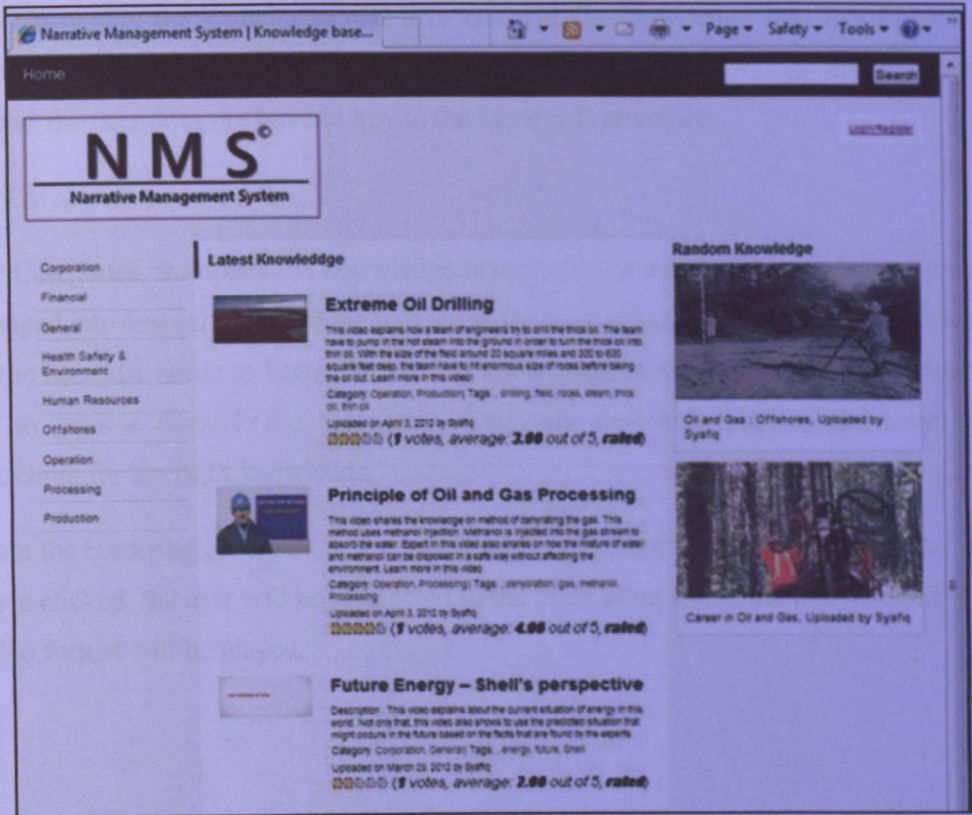 Narrative Management System | Knowledge base...
Page Safety Tools
Home
Search
Login/Register
NMS©
Narrative Management System
Corporation
Financial
General
Health Safety &
Environment
Human Resources
Offshores
Operation
Processing
Production
Latest Knowleddge
Extreme Oil Drilling
This video explains how a team of engineers try to drill the thick oil. The team
have to pump in the hot steam into the ground in order to turn the thick oil into
thin oil. With the size of the field around 20 square miles and 300 to 600
square feet deep, the team have to hit enormous size of rocks before taking
the oil out. Learn more in this video!
Category: Operation, Production| Tags: , drilling, field, rocks, steam, thick
oil, thin oil
Uploaded on April 3, 2012 by Syafiq
(1 votes, average: 3.00 out of 5, rated)
Principle of Oil and Gas Processing
This video shares the knowledge on method of dehyrating the gas. This
method uses methanol injection. Methanol is injected into the gas stream to
absorb the water. Expert in this video also shares on how the mixture of water
and methanol can be disposed in a safe way without affecting the
environment. Learn more in this video
Category: Operation, Processing| Tags: , dehydration, gas, methanol,
Processing
Uploaded on April 3, 2012 by Syafiq
(1 votes, average: 4.00 out of 5, rated)
Future Energy – Shell's perspective
Description : This video explains about the current situation of energy in this
world. Not only that, this video also shows to use the predicted situation that
might occurs in the future based on the facts that are found by the experts.
Category: Corporation, General| Tags: , energy, future, Shell
Uploaded on March 29, 2012 by Syafiq
(1 votes, average: 2.00 out of 5, rated)
Random Knowledge
Oil and Gas : Offshores, Uploaded by
Syafiq
Career in Oil and Gas, Uploaded by Syafiq